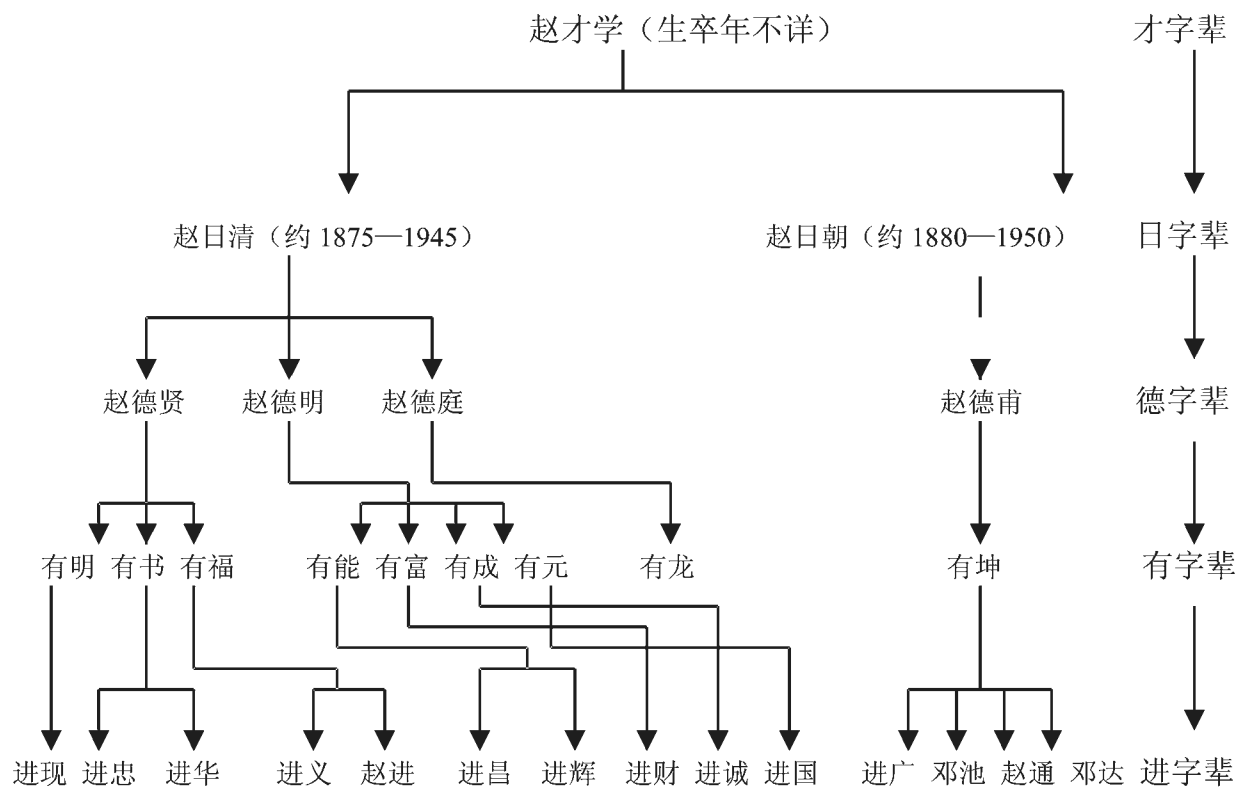 赵才学（生卒年不详） 才字辈
赵日清（约 1875—1945） 赵日朝（约 1880—1950） 日字辈
赵德贤 赵德明 赵德庭 赵德甫 德字辈
有明 有书 有福 有能 有富 有成 有元 有龙 有坤 有字辈
进现 进忠 进华 进义 赵进 进昌 进辉 进财 进诚 进国 进广 邓池 赵通 邓达 进字辈